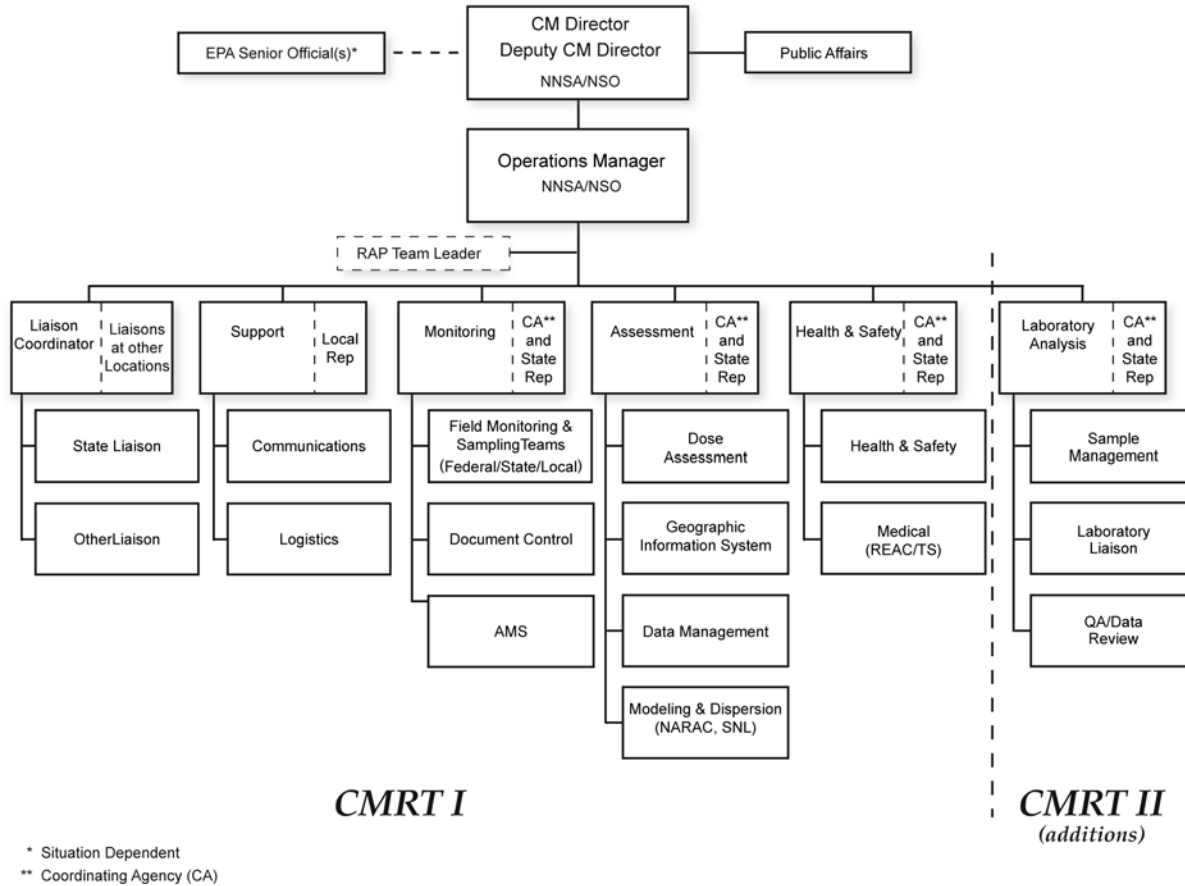 CM Director
Deputy CM Director
NNSA/NSO
EPA Senior Official(s)*
Public Affairs
Operations Manager
NNSA/NSO
RAP Team Leader
Liaison
Coordinator
Liaisons
at other
Locations
Support
Local
Rep
Monitoring
CA**
and
State
Rep
Assessment
CA**
and
State
Rep
Health & Safety
CA**
and
State
Rep
Laboratory
Analysis
CA**
and
State
Rep
State Liaison
Communications
Field Monitoring &
SamplingTeams
(Federal/State/Local)
Dose
Assessment
Health & Safety
Sample
Management
OtherLiaison
Logistics
Document Control
Geographic
Information System
Medical
(REAC/TS)
Laboratory
Liaison
AMS
Data Management
QA/Data
Review
Modeling & Dispersion
(NARAC, SNL)
CMRT I
CMRT II
(additions)
* Situation Dependent
** Coordinating Agency (CA)